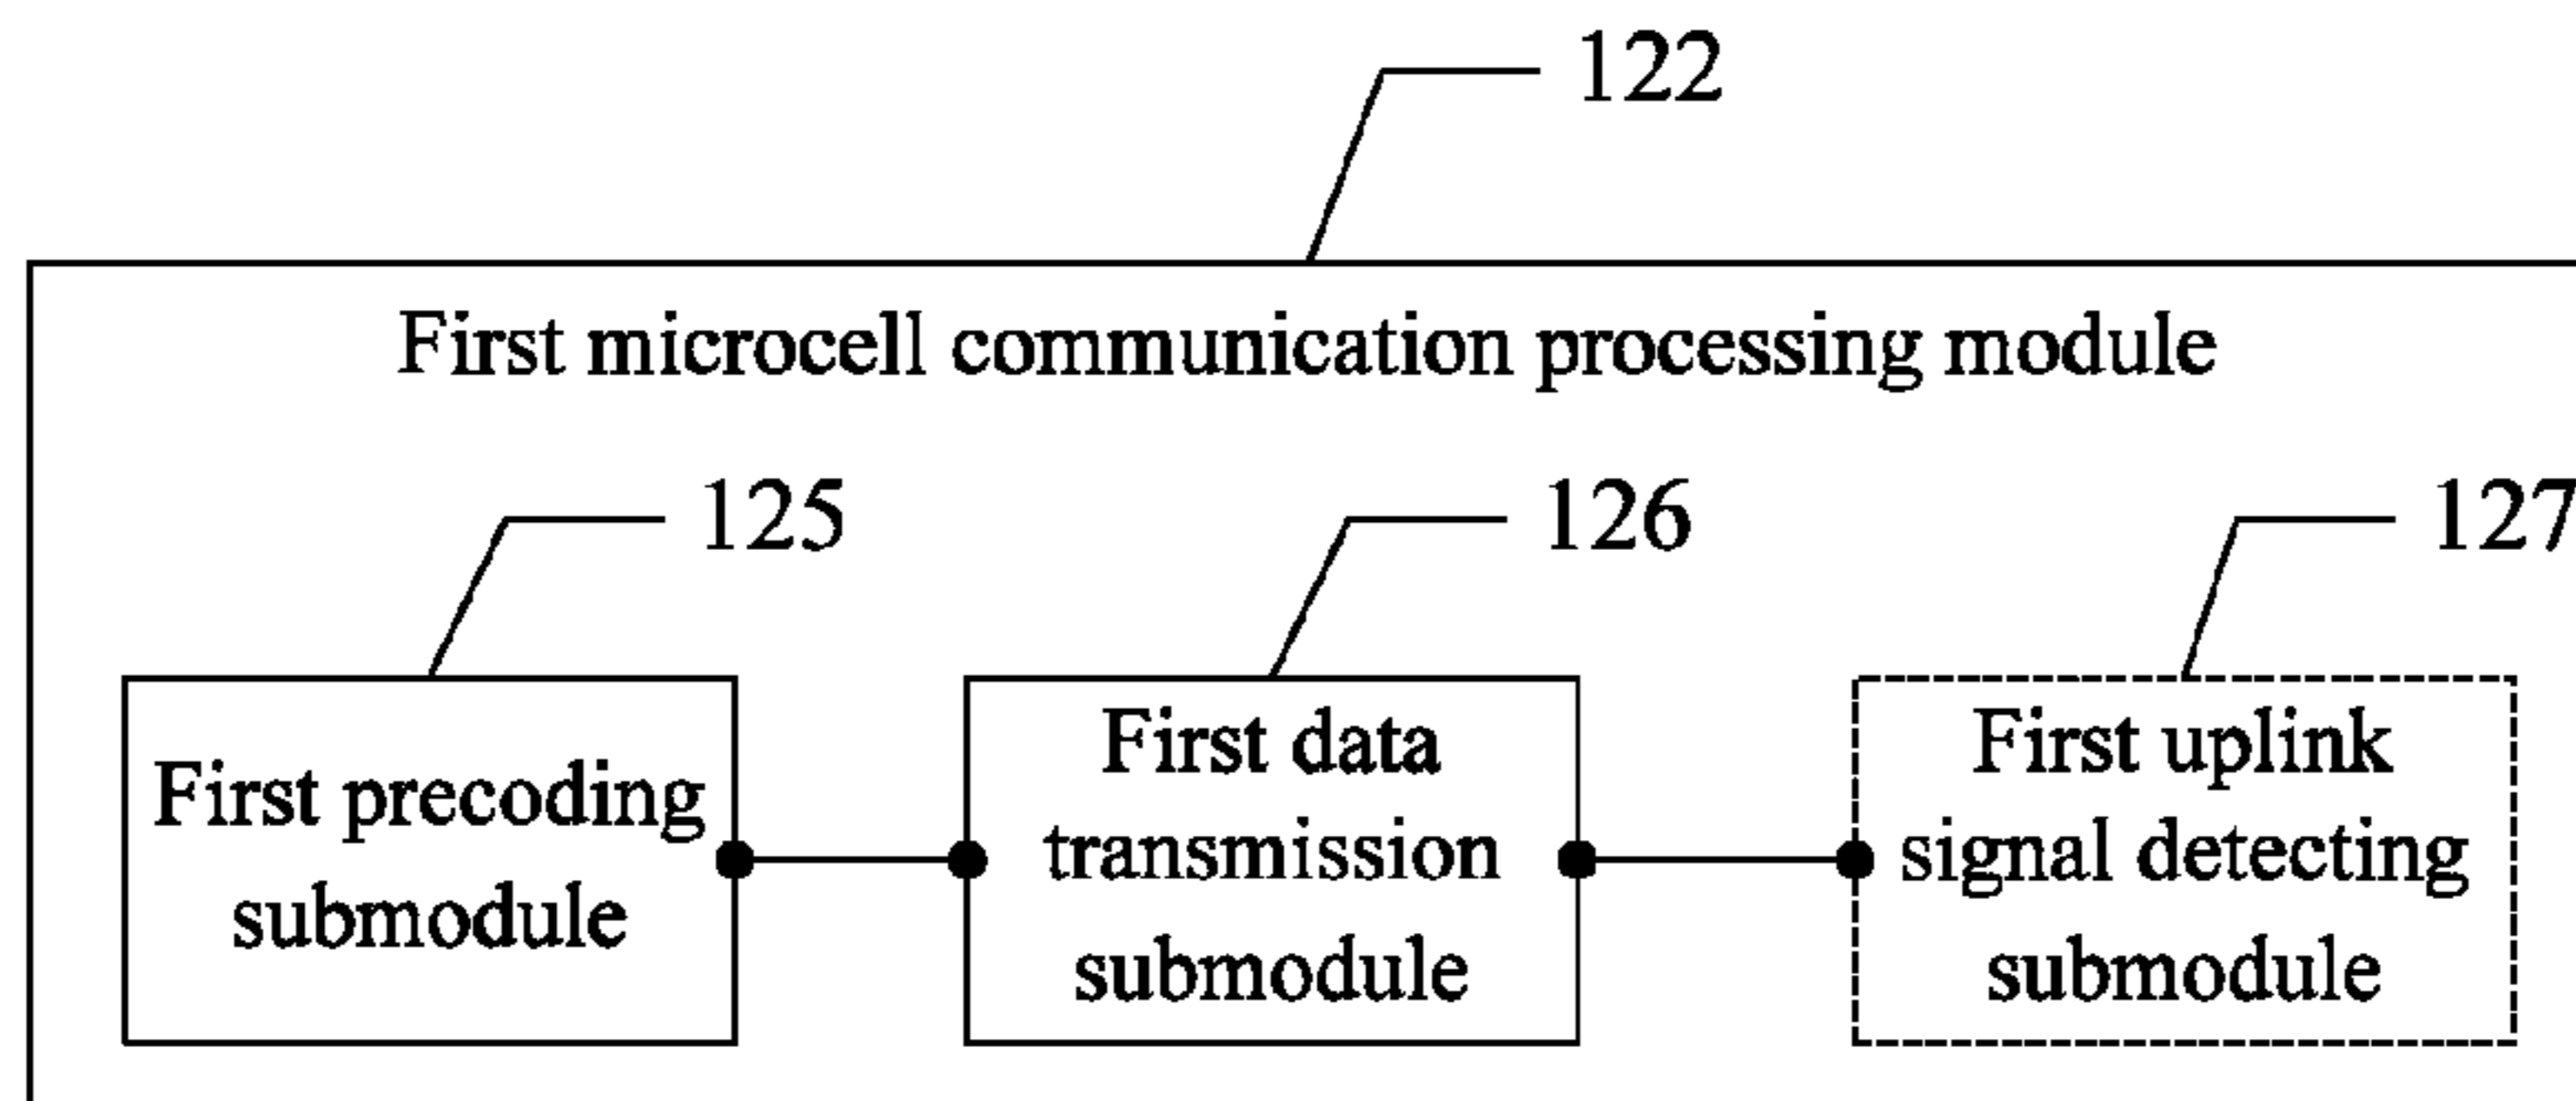 122
First microcell communication processing module
125
126
127
First precoding
submodule
First data
transmission
submodule
First uplink
signal detecting
submodule